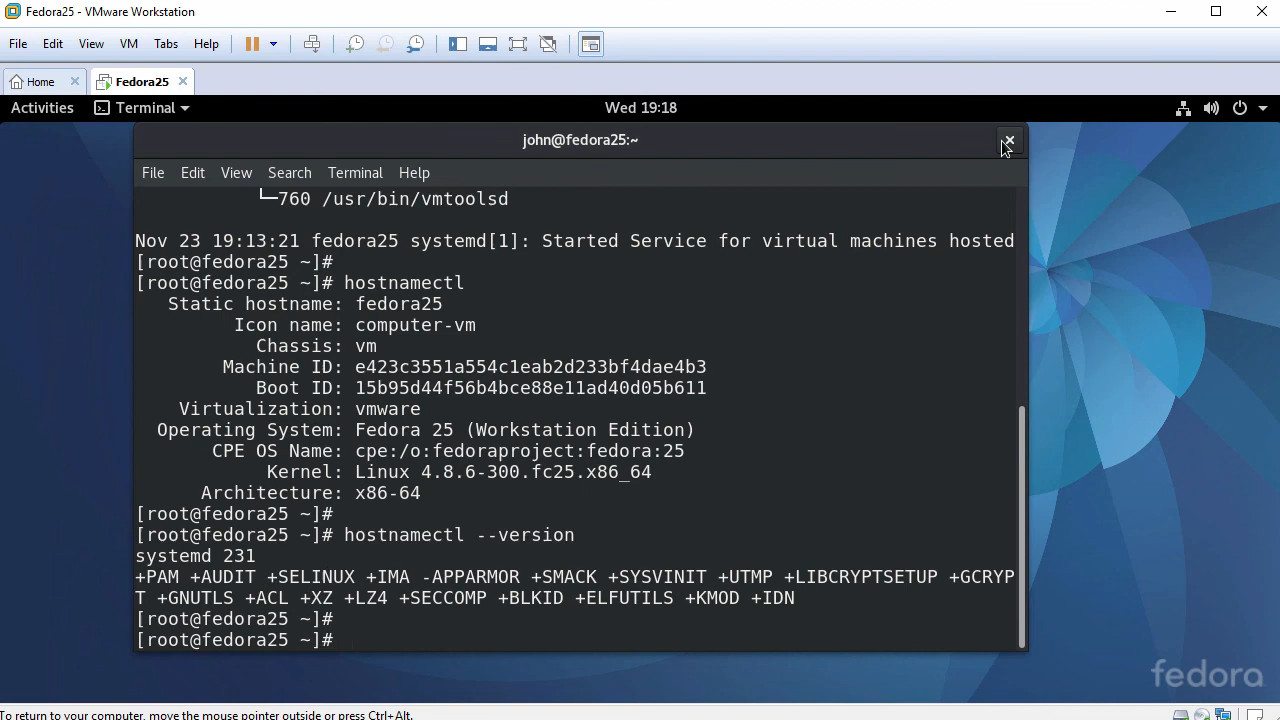 Fedora25 - VMware Workstation
File Edit View VM Tabs Help
Home Fedora25
Activities Terminal Wed 19:18
john@fedora25:~
File Edit View Search Terminal Help
└─760 /usr/bin/vmtoolsd
Nov 23 19:13:21 fedora25 systemd[1]: Started Service for virtual machines hosted
[root@fedora25 ~]#
[root@fedora25 ~]# hostnamectl
Static hostname: fedora25
Icon name: computer-vm
Chassis: vm
Machine ID: e423c3551a554c1eab2d233bf4dae4b3
Boot ID: 15b95d44f56b4bce88e11ad40d05b611
Virtualization: vmware
Operating System: Fedora 25 (Workstation Edition)
CPE OS Name: cpe:/o:fedoraproject:fedora:25
Kernel: Linux 4.8.6-300.fc25.x86_64
Architecture: x86-64
[root@fedora25 ~]#
[root@fedora25 ~]# hostnamectl --version
systemd 231
+PAM +AUDIT +SELINUX +IMA -APPARMOR +SMACK +SYSVINIT +UTMP +LIBCRYPTSETUP +GCRYP
T +GNUTLS +ACL +XZ +LZ4 +SECCOMP +BLKID +ELFUTILS +KMOD +IDN
[root@fedora25 ~]#
[root@fedora25 ~]#
fedora
To return to your computer, move the mouse pointer outside or press Ctrl+Alt.